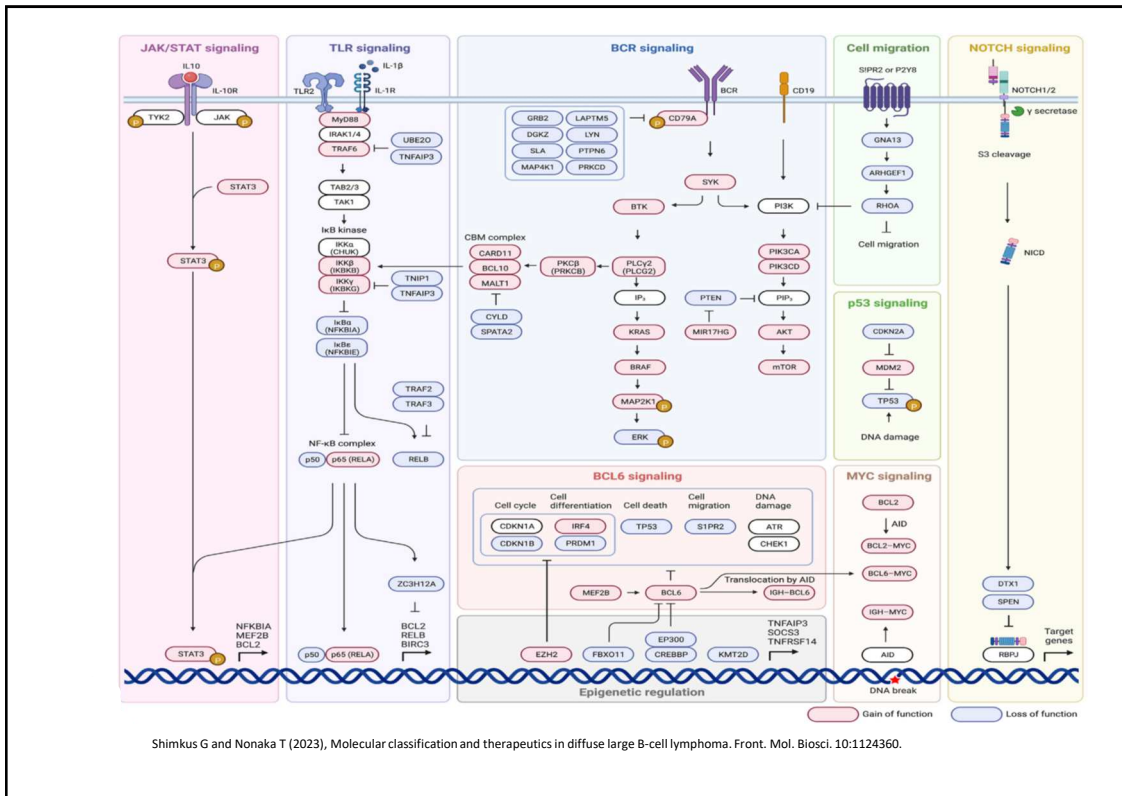 JAK/STAT signaling
IL10
IL-10R
TYK2
P
JAK
P
STAT3
STAT3
P
NFKBIA
MEF2B
BCL2
STAT3
P
TLR signaling
IL-1β
TLR2
IL-1R
MyD88
IRAK1/4
TRAF6
UBE2O
TNFAIP3
TAB2/3
TAK1
IκB kinase
IKKα
(CHUK)
IKKβ
(IKBKB)
IKKγ
(IKBKG)
TNIP1
TNFAIP3
IκBα
(NFKBIA)
IκBε
(NFKBIE)
TRAF2
TRAF3
NF-κB complex
p50
p65 (RELA)
RELB
ZC3H12A
BCL2
RELB
BIRC3
p50
p65 (RELA)
BCR signaling
BCR
CD19
GRB2
LAPTM5
DGKZ
LYN
SLA
PTPN6
MAP4K1
PRKCD
P
CD79A
SYK
BTK
PI3K
CBM complex
CARD11
BCL10
MALT1
PKCβ
(PRKCB)
PLCγ2
(PLCG2)
PIK3CA
PIK3CD
CYLD
SPATA2
IP₃
PTEN
PIP₃
KRAS
MIR17HG
AKT
BRAF
mTOR
MAP2K1
P
ERK
P
Cell migration
S!PR2 or P2Y8
GNA13
ARHGEF1
RHOA
Cell migration
p53 signaling
CDKN2A
MDM2
TP53
P
DNA damage
NOTCH signaling
NOTCH1/2
γ secretase
S3 cleavage
NICD
DTX1
SPEN
RBPJ
Target
genes
BCL6 signaling
Cell cycle
Cell
differentiation
Cell death
Cell
migration
DNA
damage
CDKN1A
IRF4
TP53
S1PR2
ATR
CDKN1B
PRDM1
CHEK1
MEF2B
BCL6
Translocation by AID
IGH–BCL6
MYC signaling
BCL2
AID
BCL2–MYC
BCL6–MYC
IGH–MYC
AID
DNA break
EZH2
FBXO11
EP300
CREBBP
KMT2D
TNFAIP3
SOCS3
TNFRSF14
Epigenetic regulation
Gain of function
Loss of function
Shimkus G and Nonaka T (2023), Molecular classification and therapeutics in diffuse large B-cell lymphoma. Front. Mol. Biosci. 10:1124360.